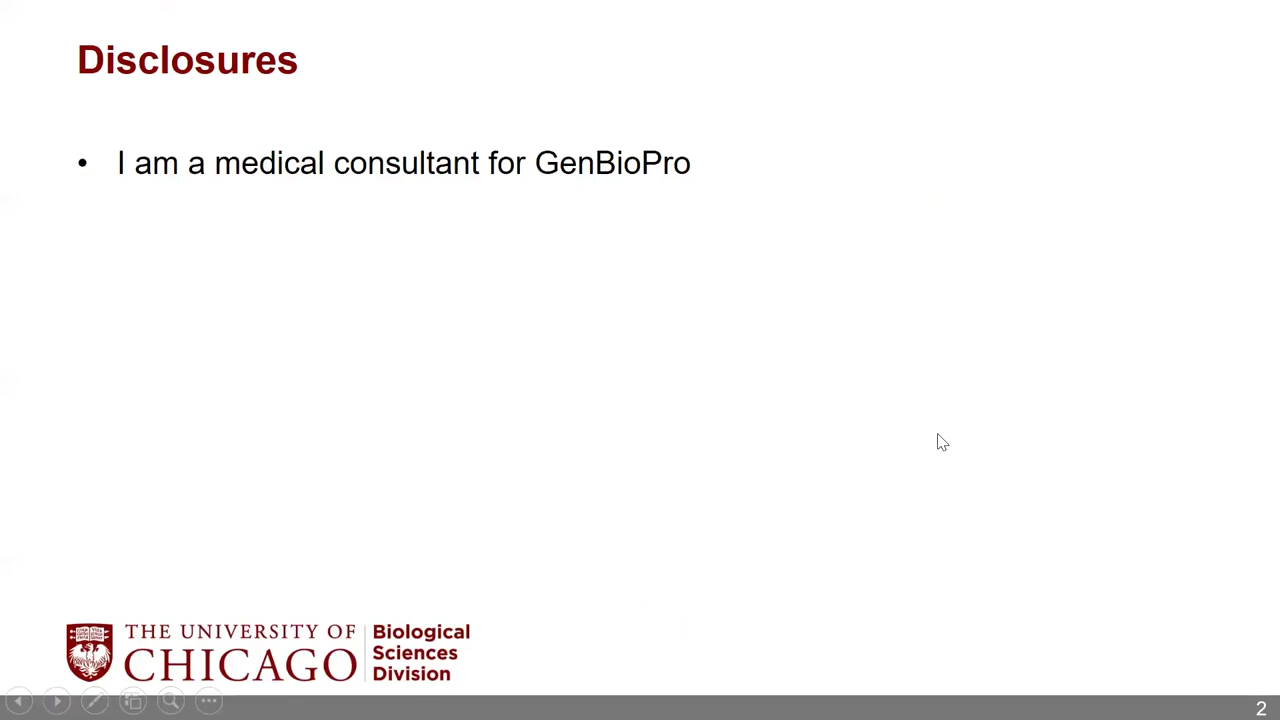 Disclosures
• I am a medical consultant for GenBioPro
THE UNIVERSITY OF
CHICAGO
Biological
Sciences
Division
2